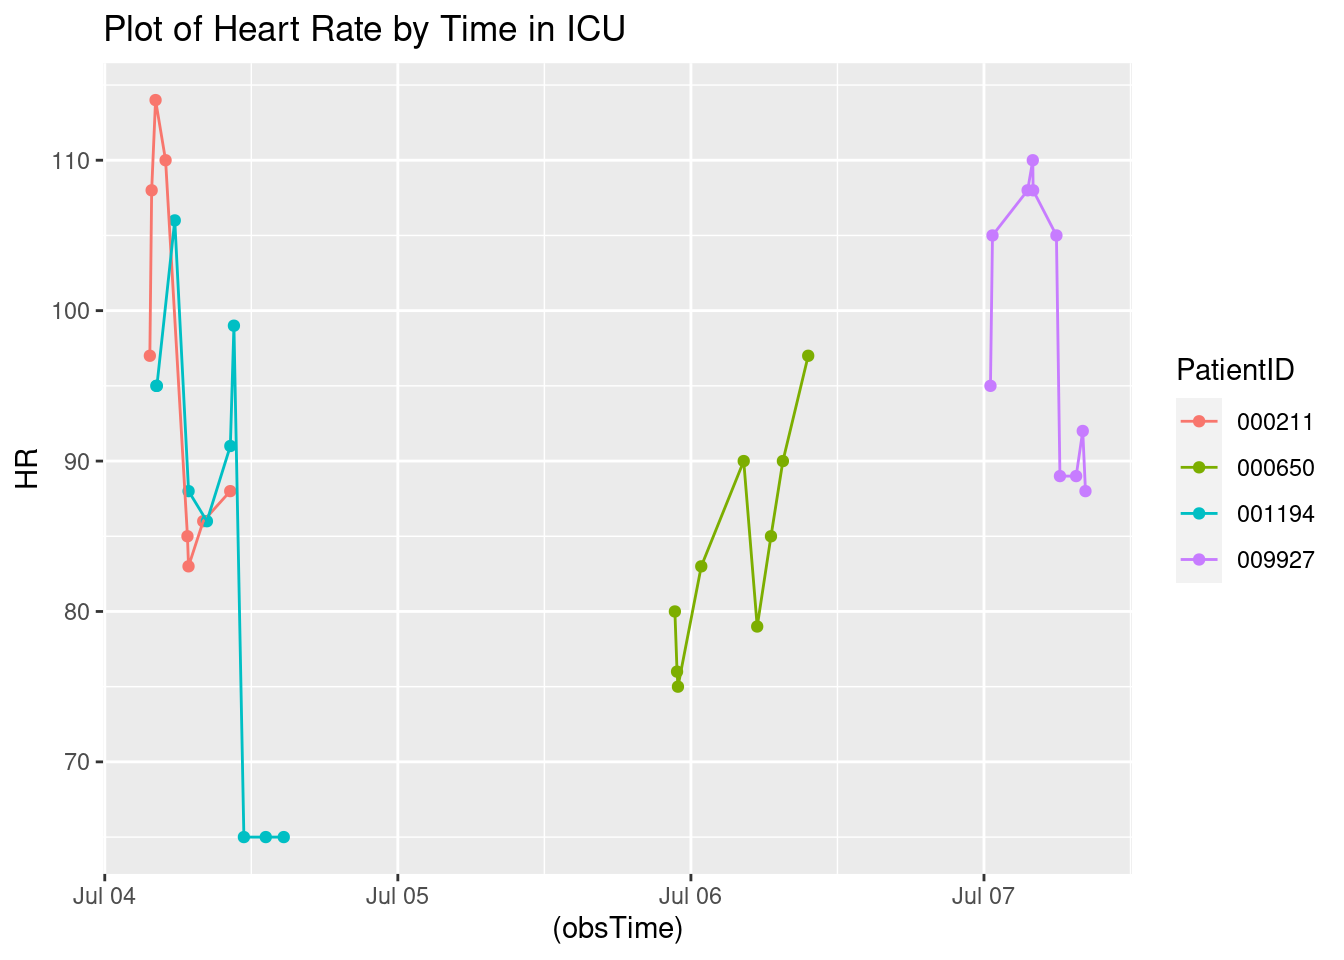 Plot of Heart Rate by Time in ICU
HR
110
100
90
80
70
Jul 04
Jul 05
Jul 06
Jul 07
(obsTime)
PatientID
000211
000650
001194
009927